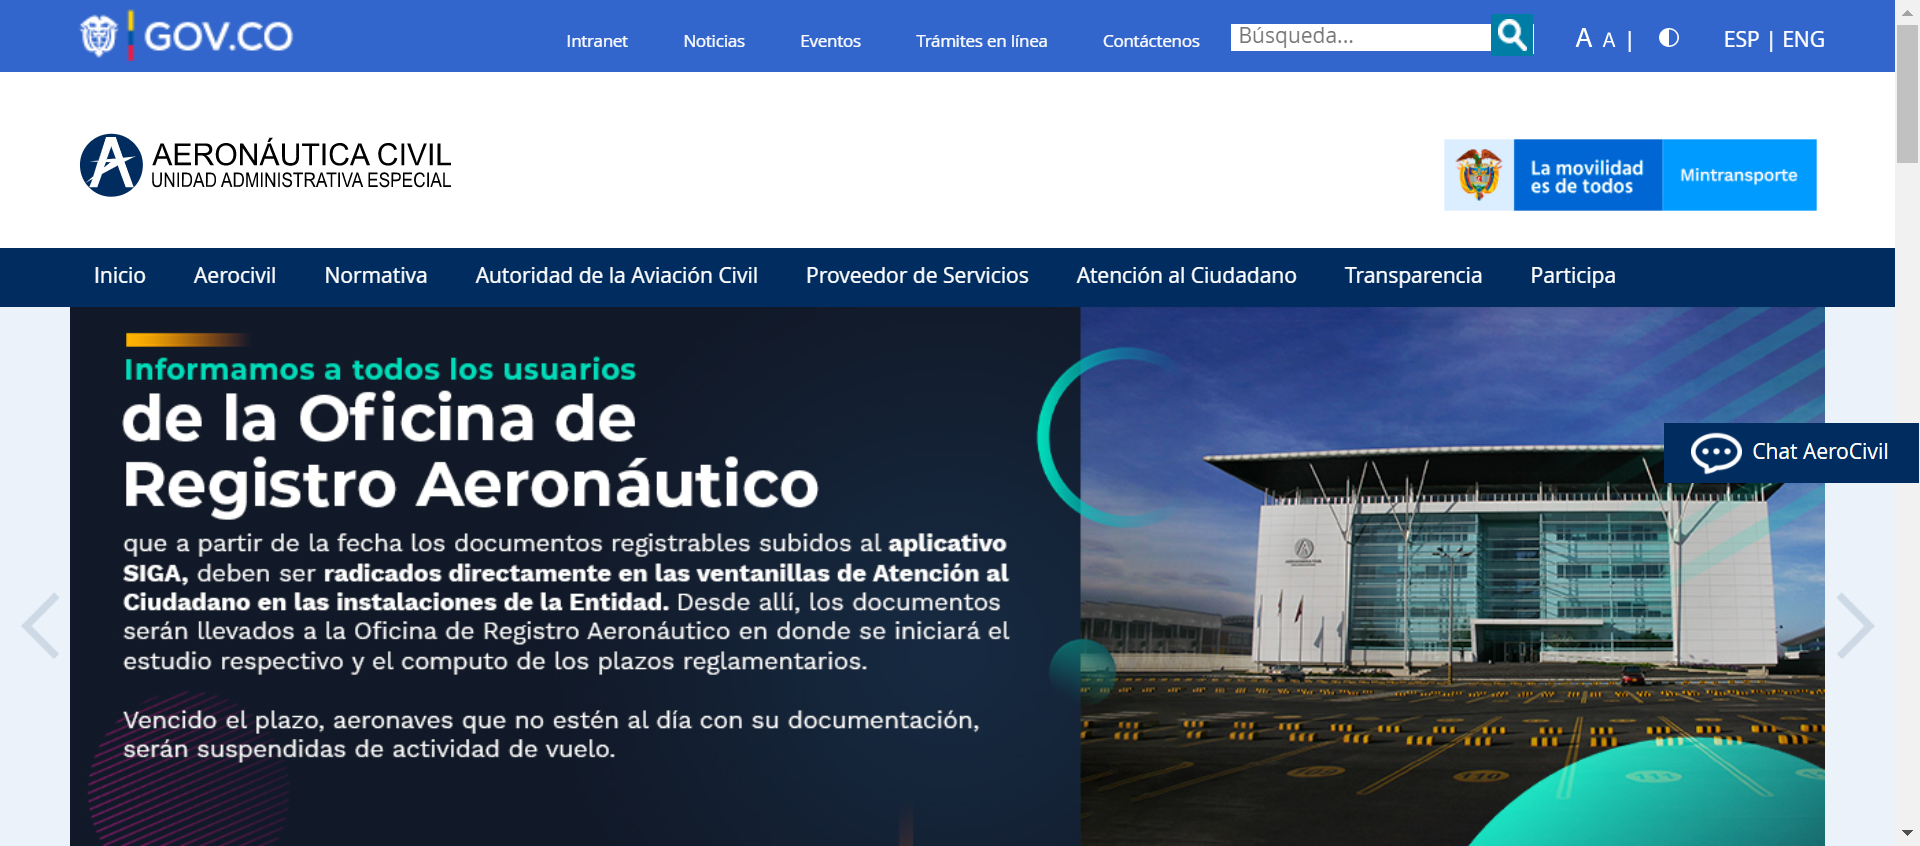 GOV.CO
Intranet
Noticias
Eventos
Trámites en línea
Contáctenos
Búsqueda...
A A |
ESP | ENG
AERONÁUTICA CIVIL
UNIDAD ADMINISTRATIVA ESPECIAL
La movilidad
es de todos
Mintransporte
Inicio
Aerocivil
Normativa
Autoridad de la Aviación Civil
Proveedor de Servicios
Atención al Ciudadano
Transparencia
Participa
Informamos a todos los usuarios
de la Oficina de
Registro Aeronáutico
que a partir de la fecha los documentos registrables subidos al aplicativo
SIGA, deben ser radicados directamente en las ventanillas de Atención al
Ciudadano en las instalaciones de la Entidad. Desde allí, los documentos
serán llevados a la Oficina de Registro Aeronáutico en donde se iniciará el
estudio respectivo y el computo de los plazos reglamentarios.
Vencido el plazo, aeronaves que no estén al día con su documentación,
serán suspendidas de actividad de vuelo.
Chat AeroCivil
109
110
111